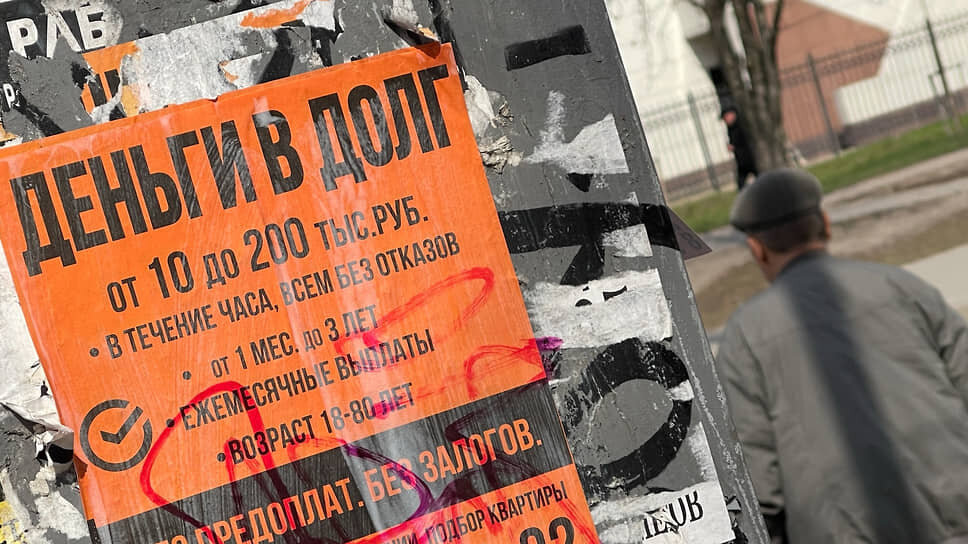 РАБ
ДЕНЬГИ В ДОЛГ
ОТ 10 ДО 200 ТЫС.РУБ.
• В ТЕЧЕНИЕ ЧАСА, ВСЕМ БЕЗ ОТКАЗОВ
• ОТ 1 МЕС. ДО 3 ЛЕТ
• ЕЖЕМЕСЯЧНЫЕ ВЫПЛАТЫ
• ВОЗРАСТ 18-80 ЛЕТ
ПРЕДОПЛАТ. БЕЗ ЗАЛОГОВ.
ПОДБОР КВАРТИРЫ